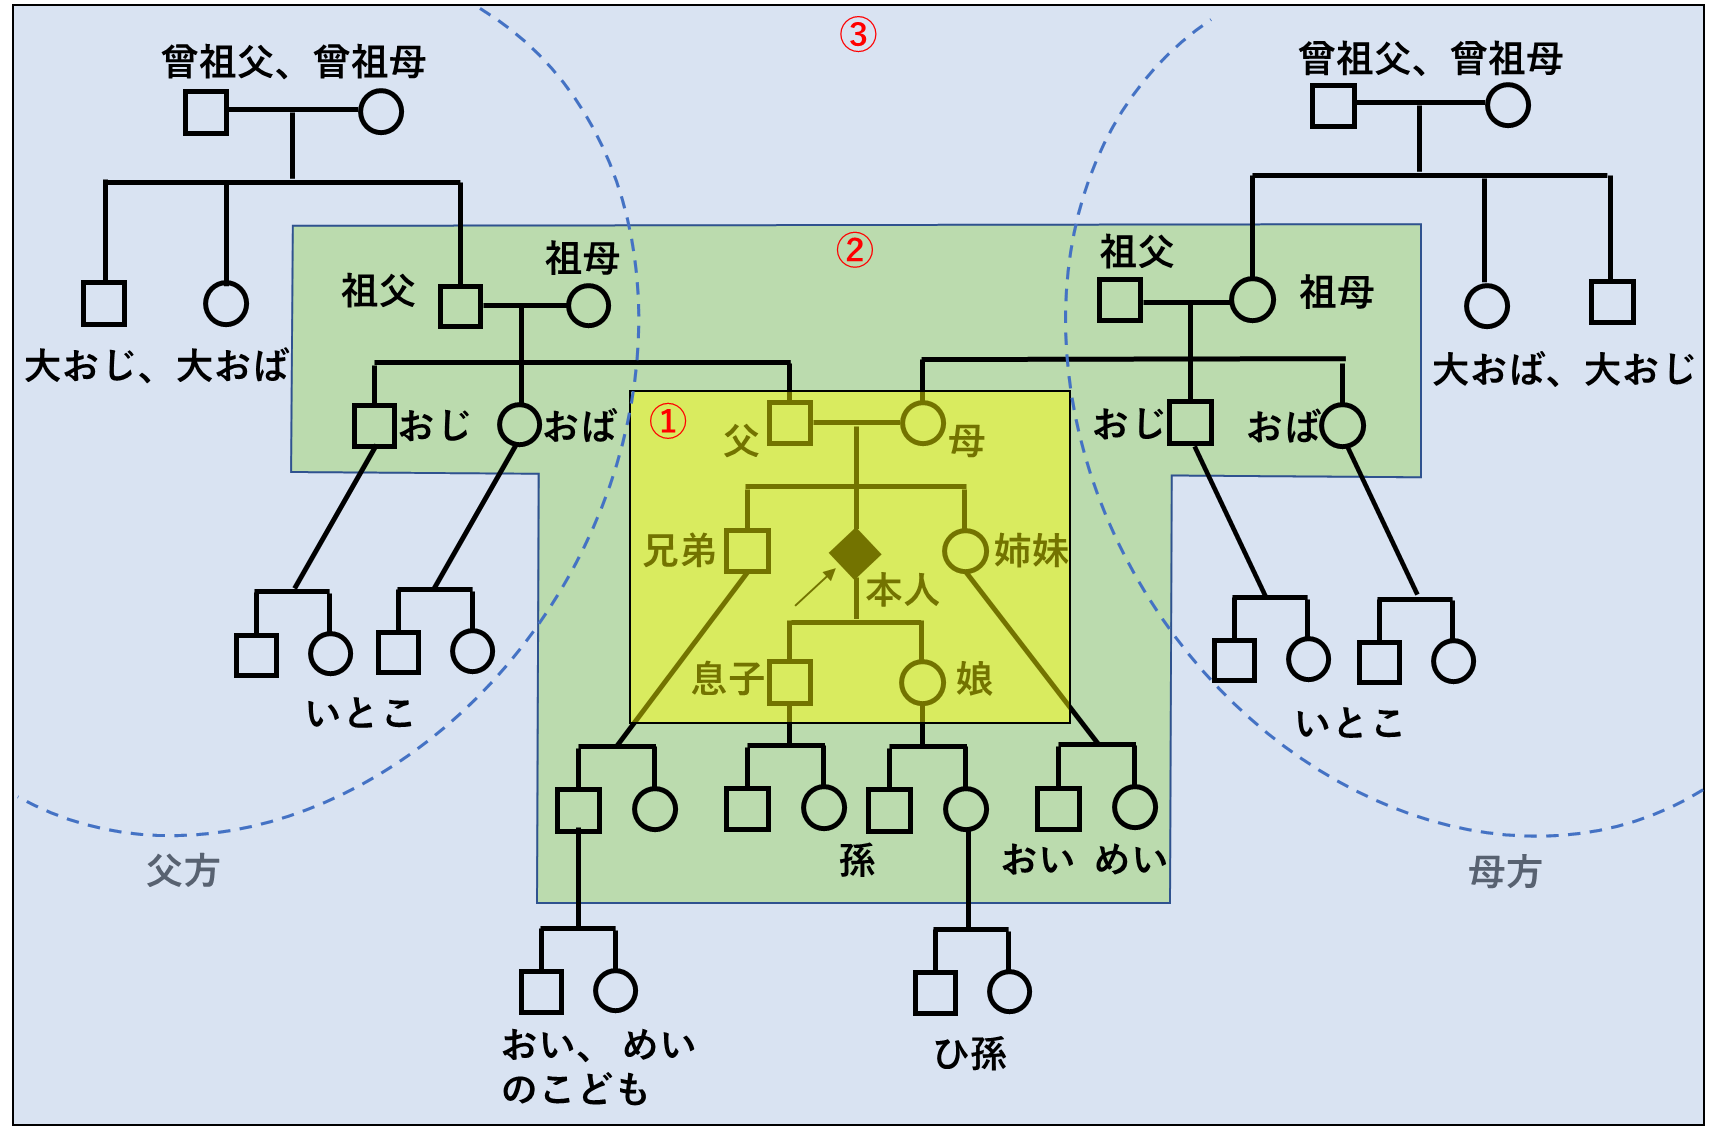 ③
曾祖父、曾祖母
曾祖父、曾祖母
②
祖父
祖母
祖父
祖母
大おじ、大おば
大おば、大おじ
①
おじ
おば
父
母
おじ
おば
兄弟
姉妹
本人
息子
娘
いとこ
いとこ
孫
おい めい
父方
母方
おい、めい
のこども
ひ孫